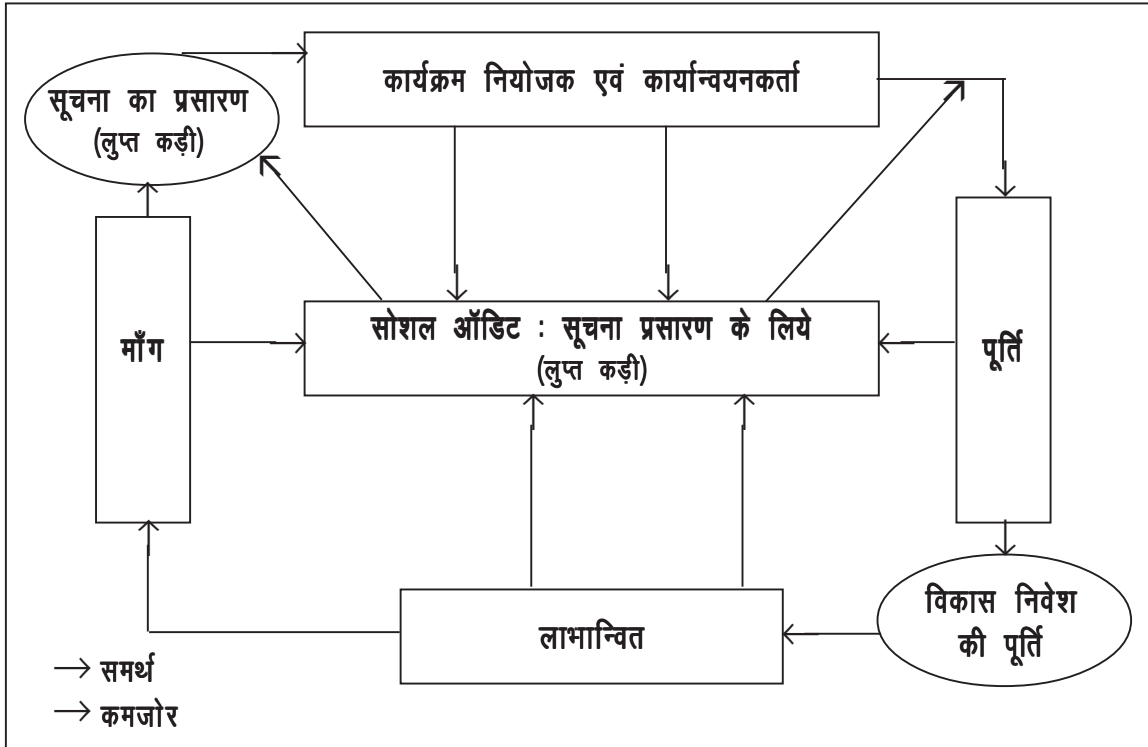 कार्यक्रम नियोजक एवं कार्यान्वयनकर्ता
सूचना का प्रसारण
(लुप्त कड़ी)
माँग
सोशल ऑडिट : सूचना प्रसारण के लिये
(लुप्त कड़ी)
पूर्ति
विकास निवेश
की पूर्ति
लाभान्वित
समर्थ
कमजोर